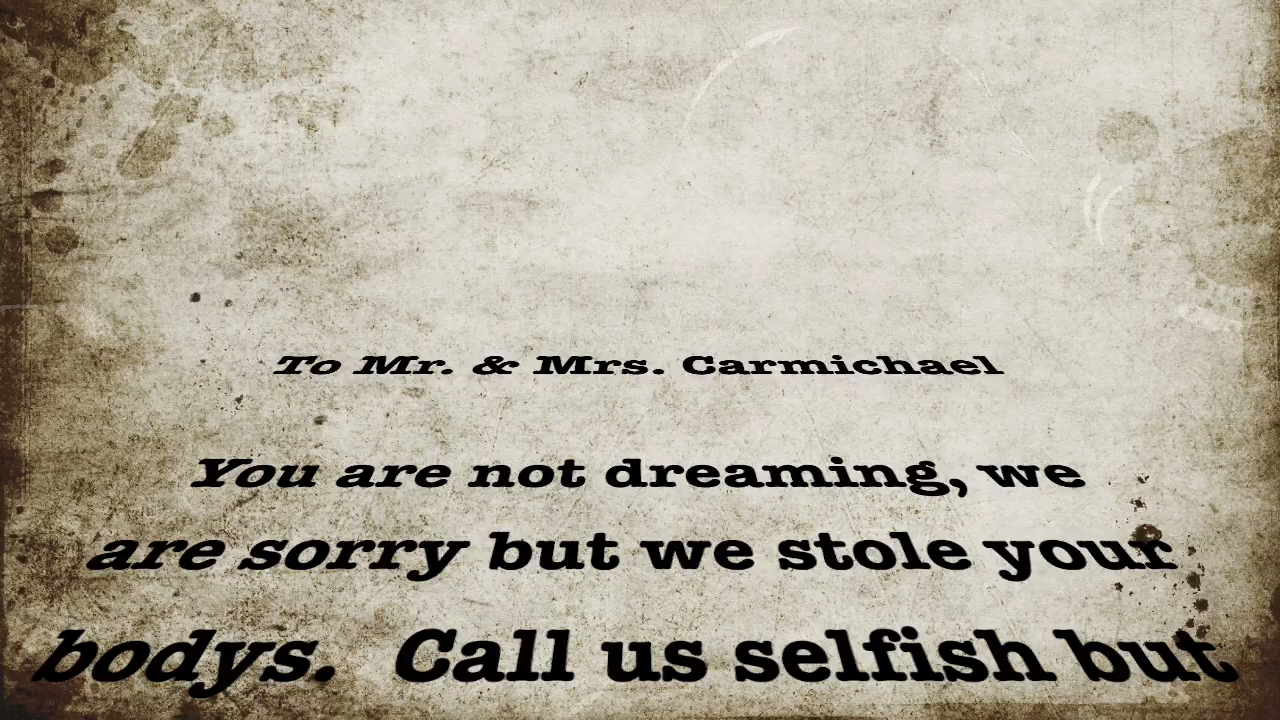 To Mr. & Mrs. Carmichael
You are not dreaming, we
are sorry but we stole your
bodys. Call us selfish but